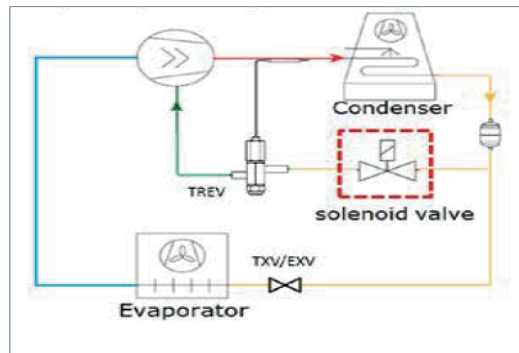 Condenser
TREV
solenoid valve
TXV/EXV
Evaporator